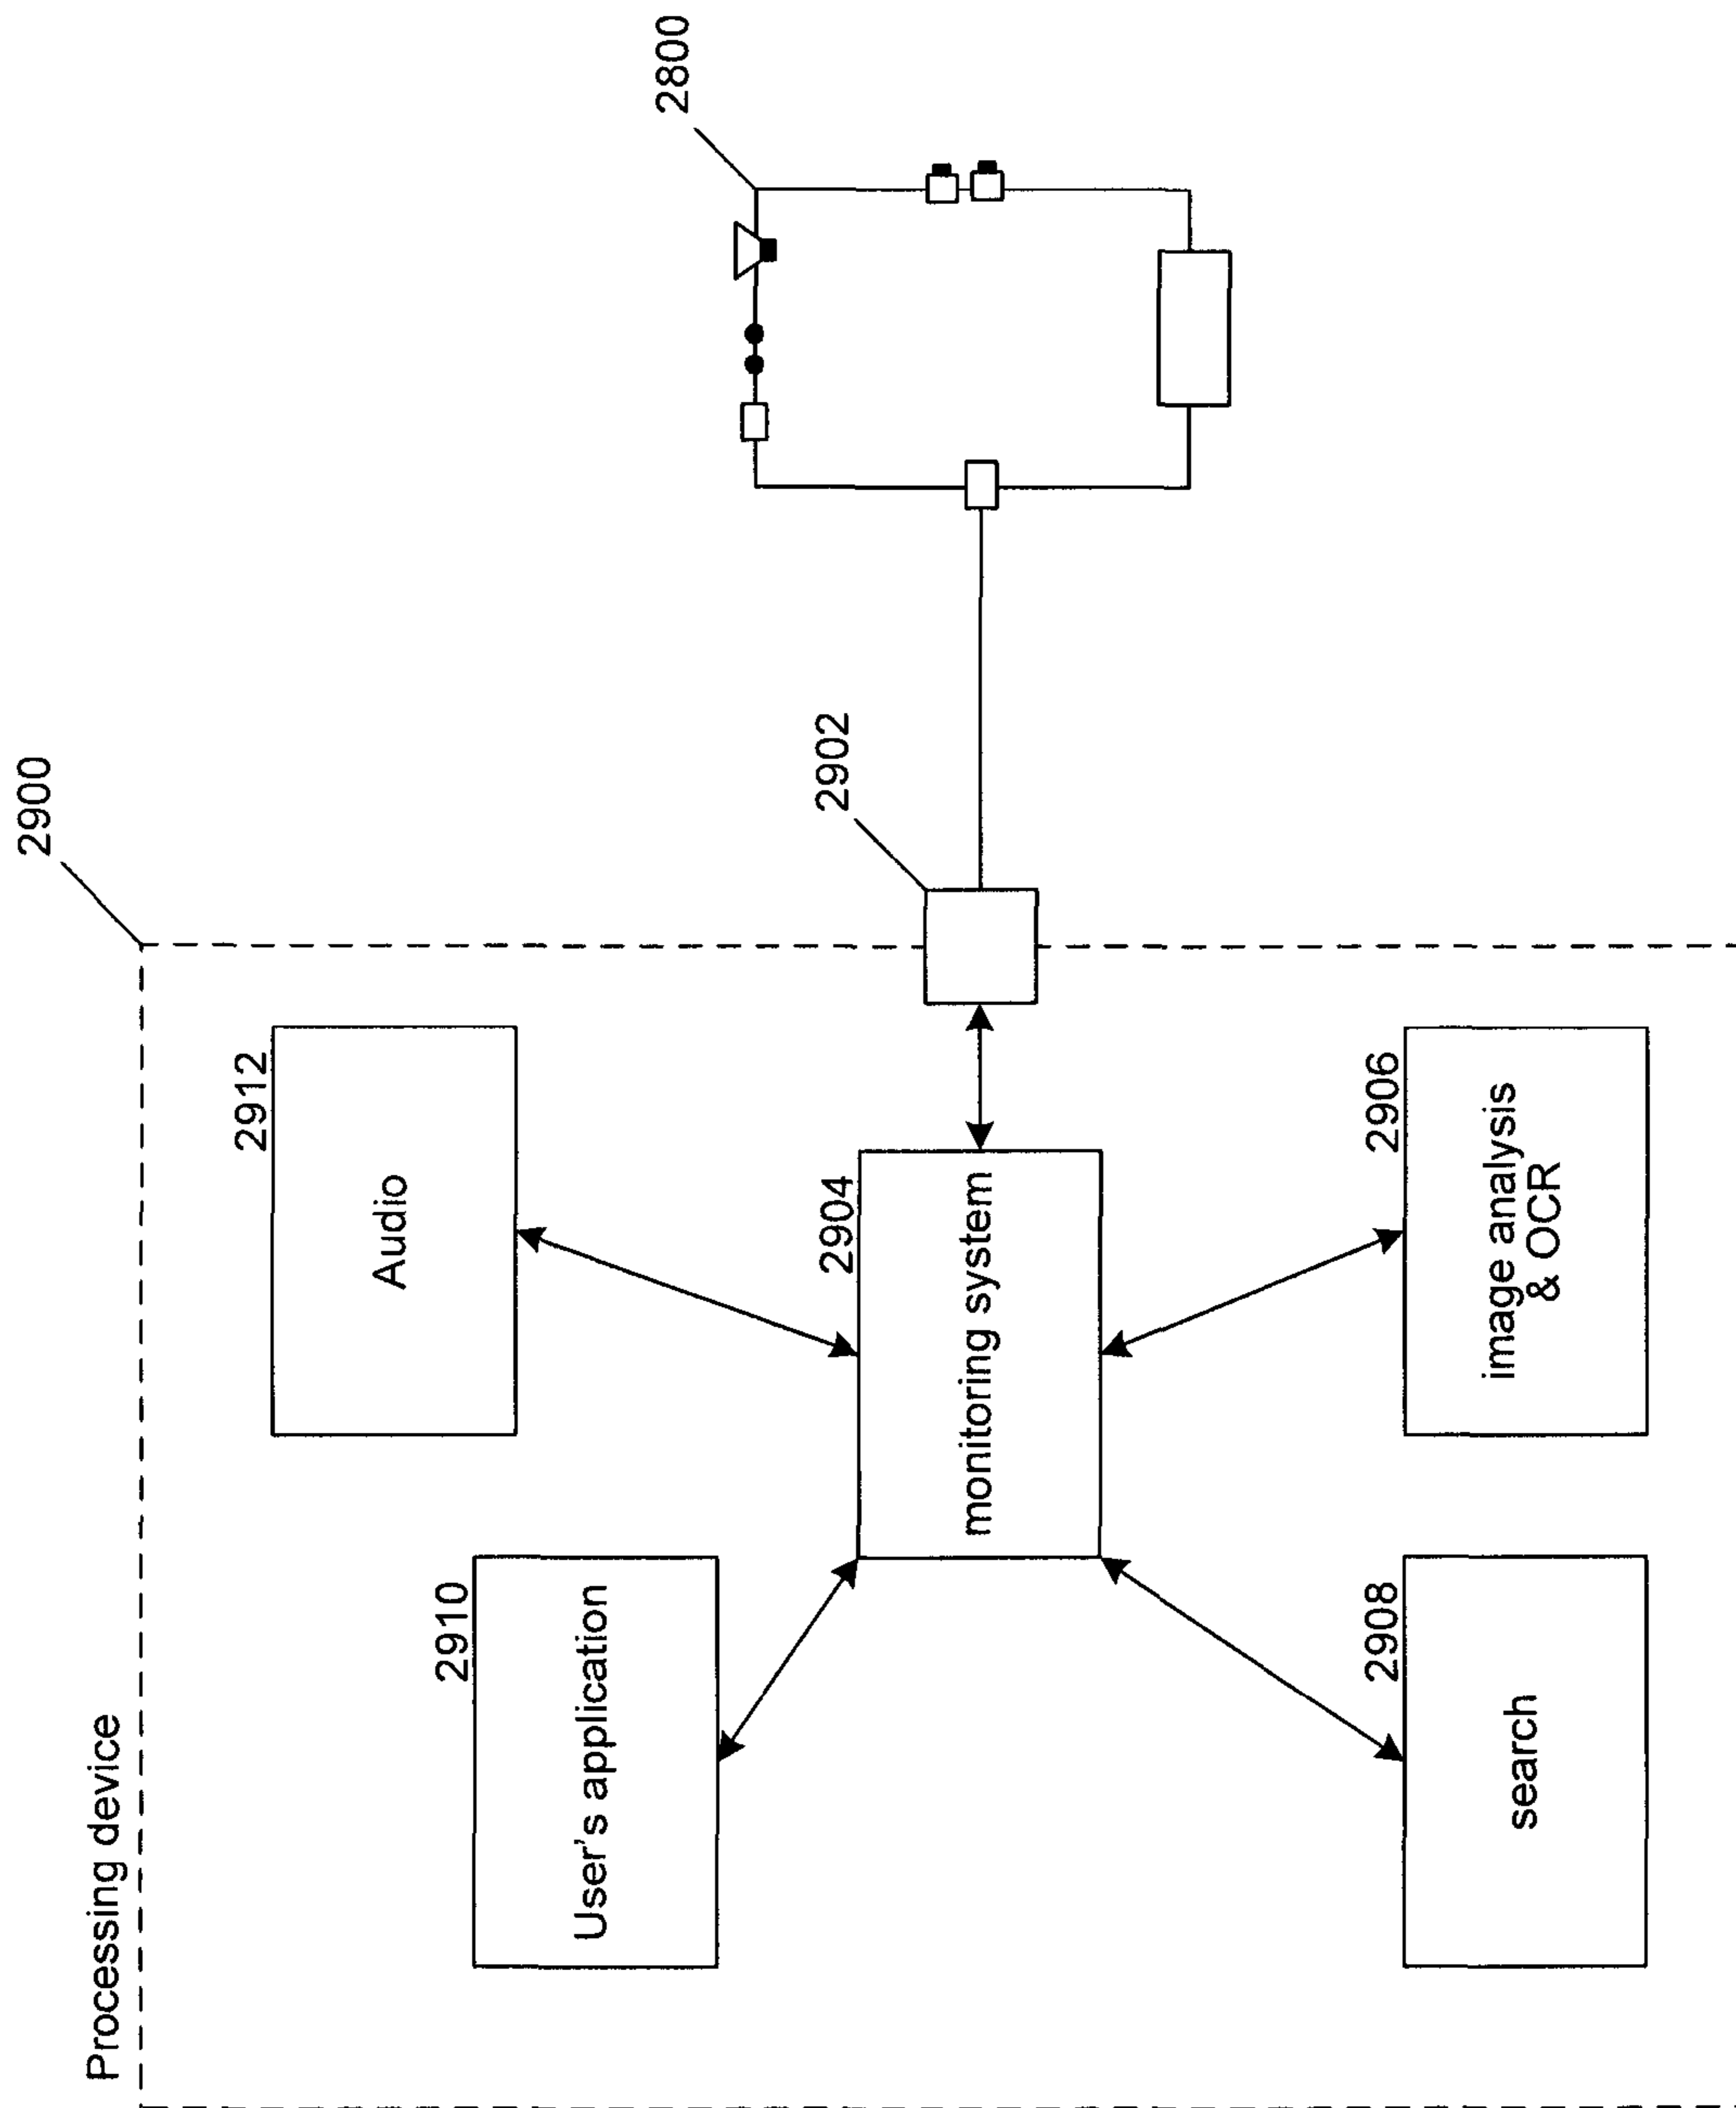 2900
Processing device
2912
Audio
2910
User's application
2800
2902
2904
monitoring system
2908
search
2906
image analysis
& OCR